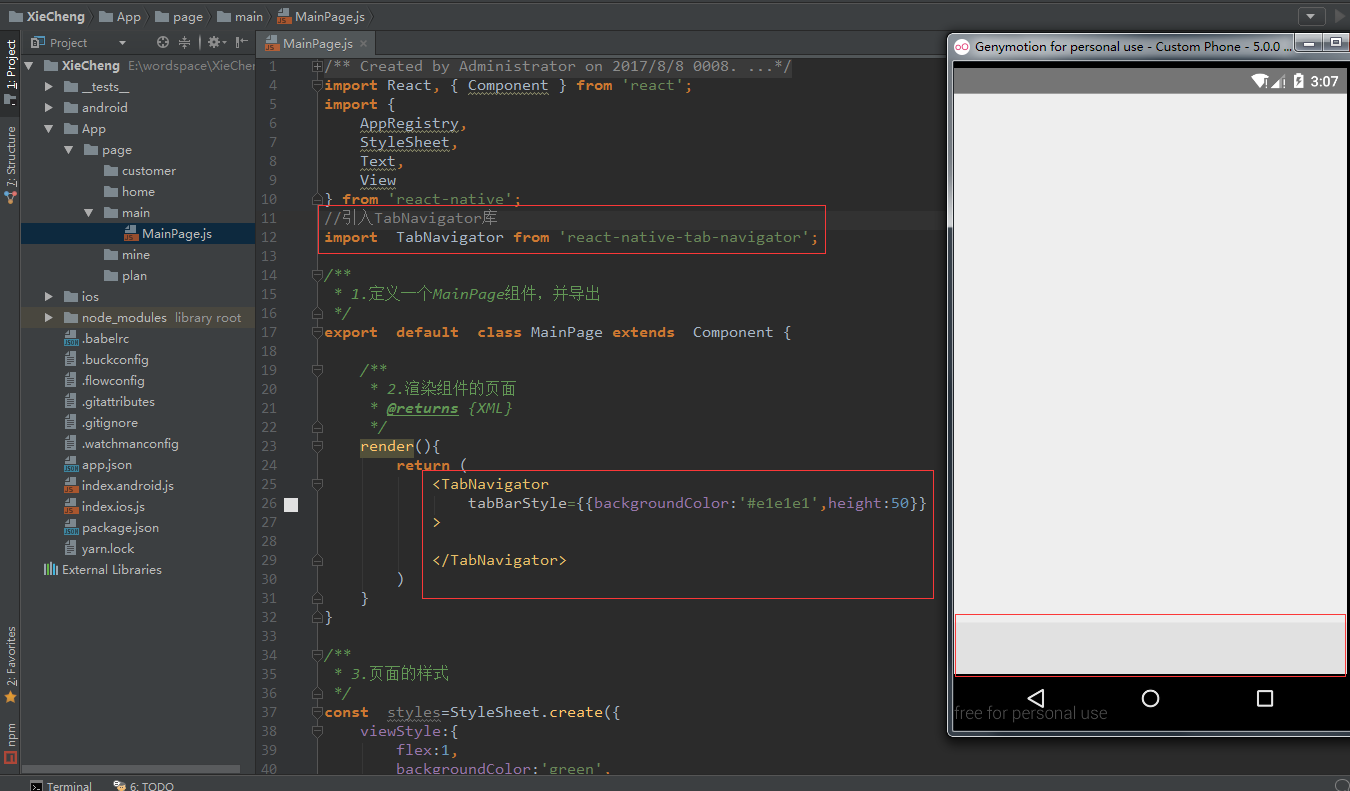 XieCheng App page main MainPage.js
Project
MainPage.js
1: Project
7: Structure
2: Favorites
npm
XieCheng E:\wordspace\XieCher
__tests__
android
App
page
customer
home
main
MainPage.js
mine
plan
ios
node_modules library root
.babelrc
.buckconfig
.flowconfig
.gitattributes
.gitignore
.watchmanconfig
app.json
index.android.js
index.ios.js
package.json
yarn.lock
External Libraries
1 /** Created by Administrator on 2017/8/8 0008. ...*/
4 import React, { Component } from 'react';
5 import {
6 AppRegistry,
7 StyleSheet,
8 Text,
9 View
10 } from 'react-native';
11 //引入TabNavigator库
12 import TabNavigator from 'react-native-tab-navigator';
13
14 /**
15 * 1.定义一个MainPage组件，并导出
16 */
17 export default class MainPage extends Component {
18
19 /**
20 * 2.渲染组件的页面
21 * @returns {XML}
22 */
23 render(){
24 return (
25 <TabNavigator
26 tabBarStyle={{backgroundColor:'#e1e1e1',height:50}}
27 >
28
29 </TabNavigator>
30 )
31 }
32 }
33
34 /**
35 * 3.页面的样式
36 */
37 const styles=StyleSheet.create({
38 viewStyle:{
39 flex:1,
40 backgroundColor:'green',
Terminal 6: TODO
Genymotion for personal use - Custom Phone - 5.0.0 ...
3:07
free for personal use